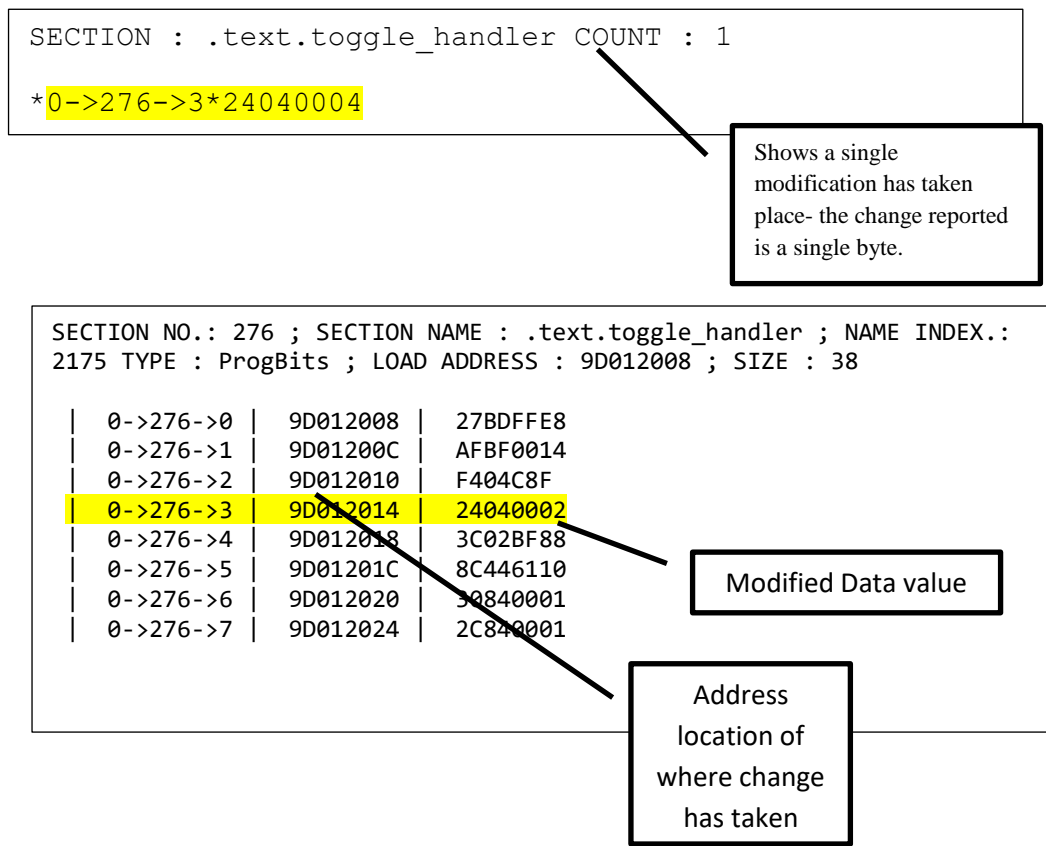 SECTION : .text.toggle_handler COUNT : 1
*0->276->3*24040004
Shows a single
modification has taken
place- the change reported
is a single byte.
SECTION NO.: 276 ; SECTION NAME : .text.toggle_handler ; NAME INDEX.:
2175 TYPE : ProgBits ; LOAD ADDRESS : 9D012008 ; SIZE : 38
| 0->276->0 | 9D012008 | 27BDFFE8
| 0->276->1 | 9D01200C | AFBF0014
| 0->276->2 | 9D012010 | F404C8F
| 0->276->3 | 9D012014 | 24040002
| 0->276->4 | 9D012018 | 3C02BF88
| 0->276->5 | 9D01201C | 8C446110
| 0->276->6 | 9D012020 | 30840001
| 0->276->7 | 9D012024 | 2C840001
Modified Data value
Address
location of
where change
has taken